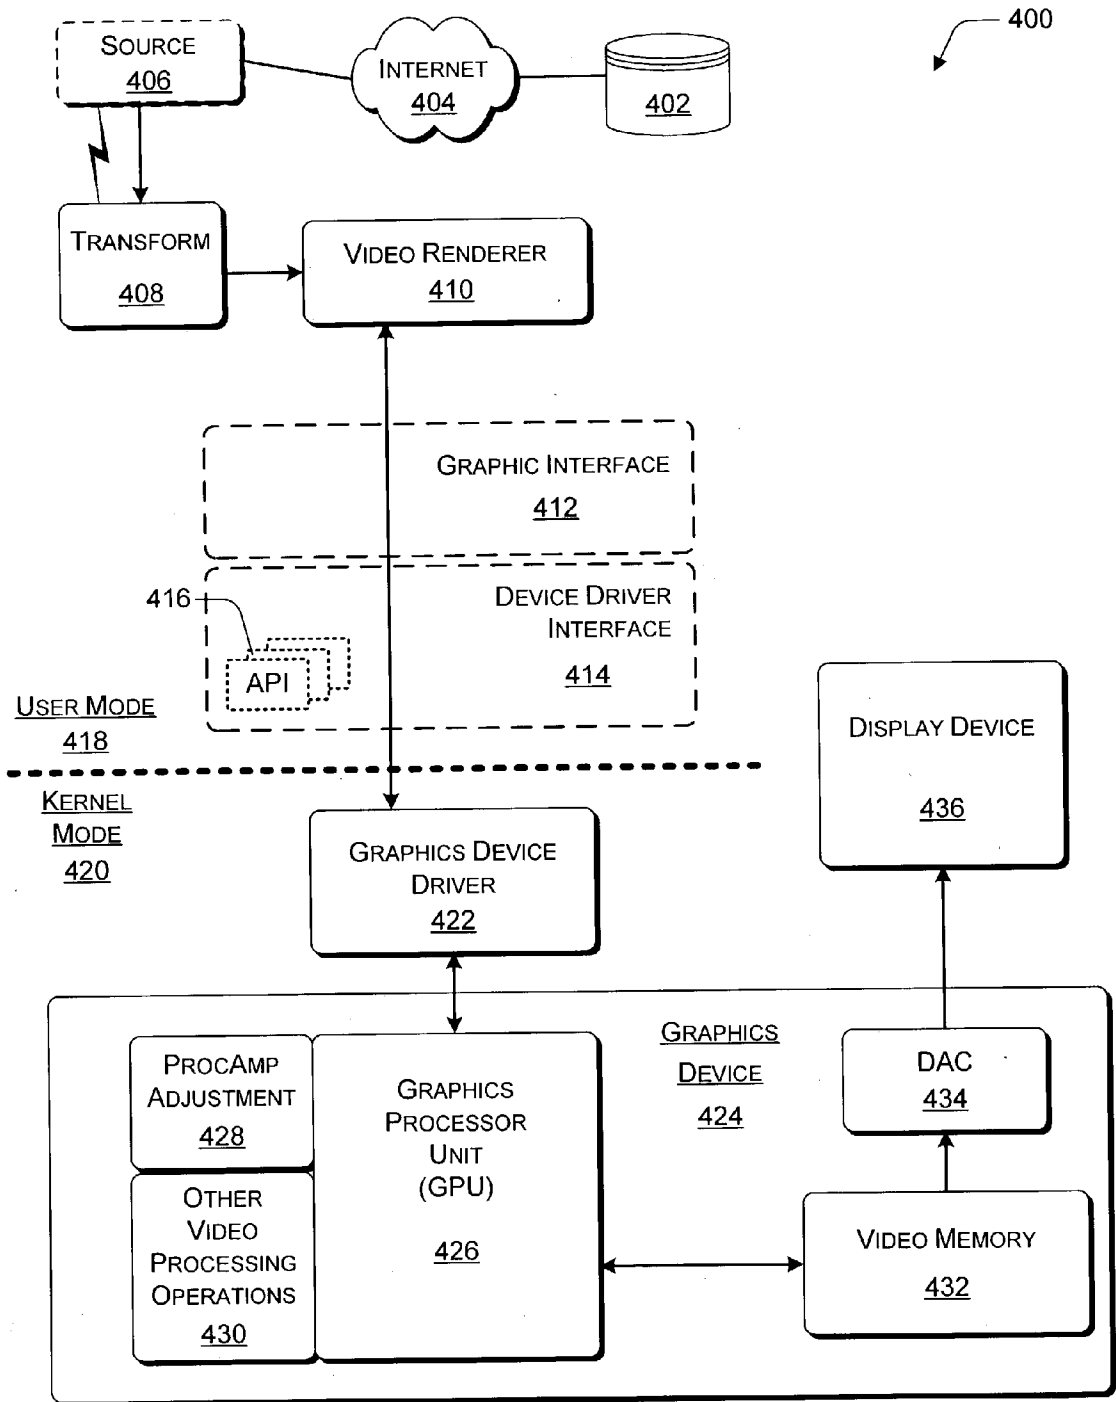 400
SOURCE
406
INTERNET
404
402
TRANSFORM
408
VIDEO RENDERER
410
GRAPHIC INTERFACE
412
416
DEVICE DRIVER
INTERFACE
414
API
USER MODE
418
KERNEL
MODE
420
GRAPHICS DEVICE
DRIVER
422
DISPLAY DEVICE
436
PROCAMP
ADJUSTMENT
428
OTHER
VIDEO
PROCESSING
OPERATIONS
430
GRAPHICS
PROCESSOR
UNIT
(GPU)
426
GRAPHICS
DEVICE
424
DAC
434
VIDEO MEMORY
432